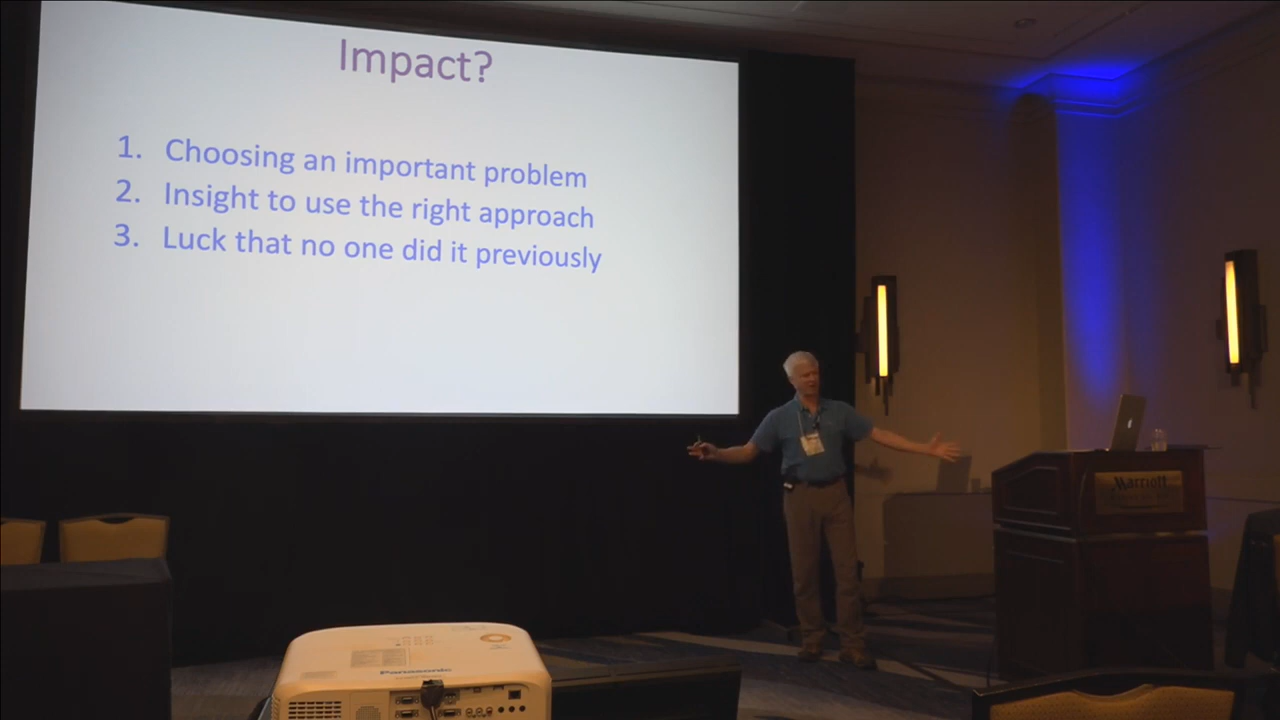 Impact?
1. Choosing an important problem
2. Insight to use the right approach
3. Luck that no one did it previously
Marriott
Panasonic